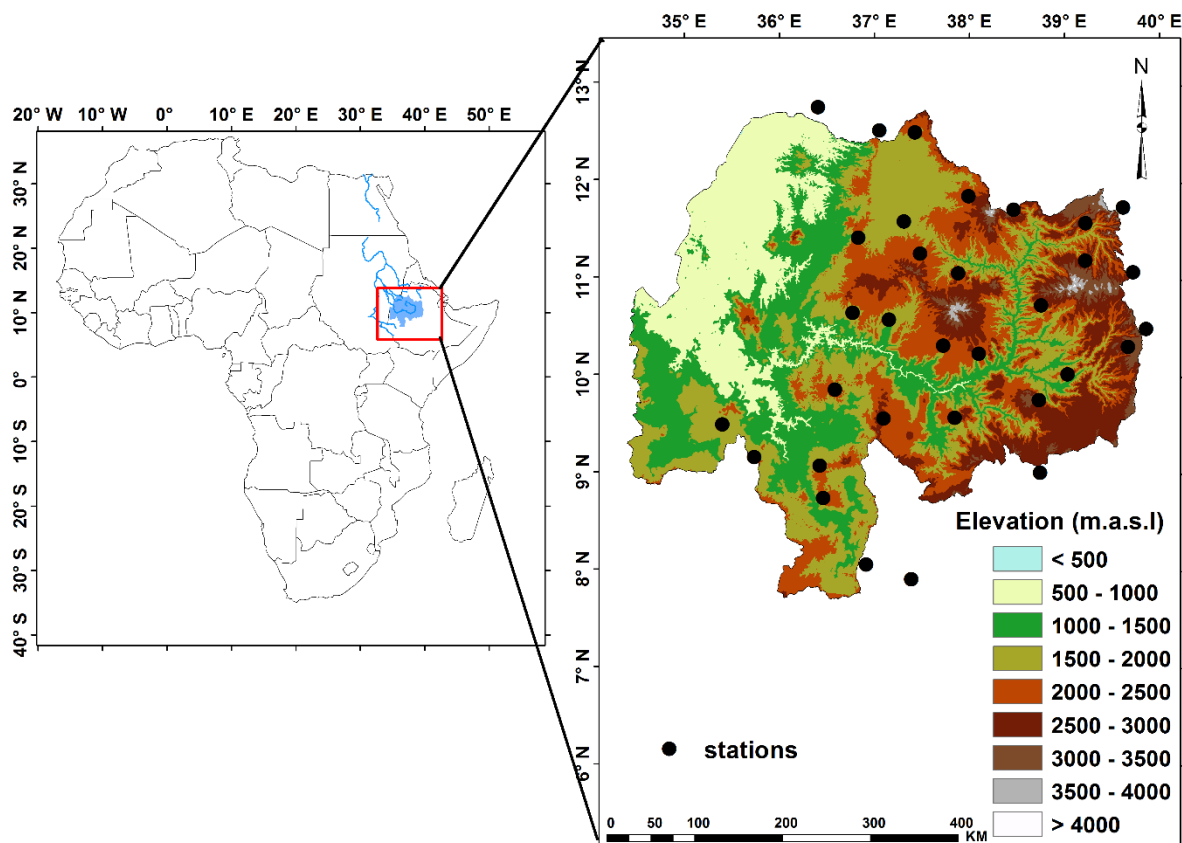 20° W 10° W 0° 10° E 20° E 30° E 40° E 50° E
30° N
20° N
10° N
0°
10° S
20° S
30° S
40° S
35° E 36° E 37° E 38° E 39° E 40° E
13° N
12° N
11° N
10° N
9° N
8° N
7° N
6° N
N
Elevation (m.a.s.l)
< 500
500 - 1000
1000 - 1500
1500 - 2000
2000 - 2500
2500 - 3000
3000 - 3500
3500 - 4000
> 4000
stations
0 50 100 200 300 400
KM